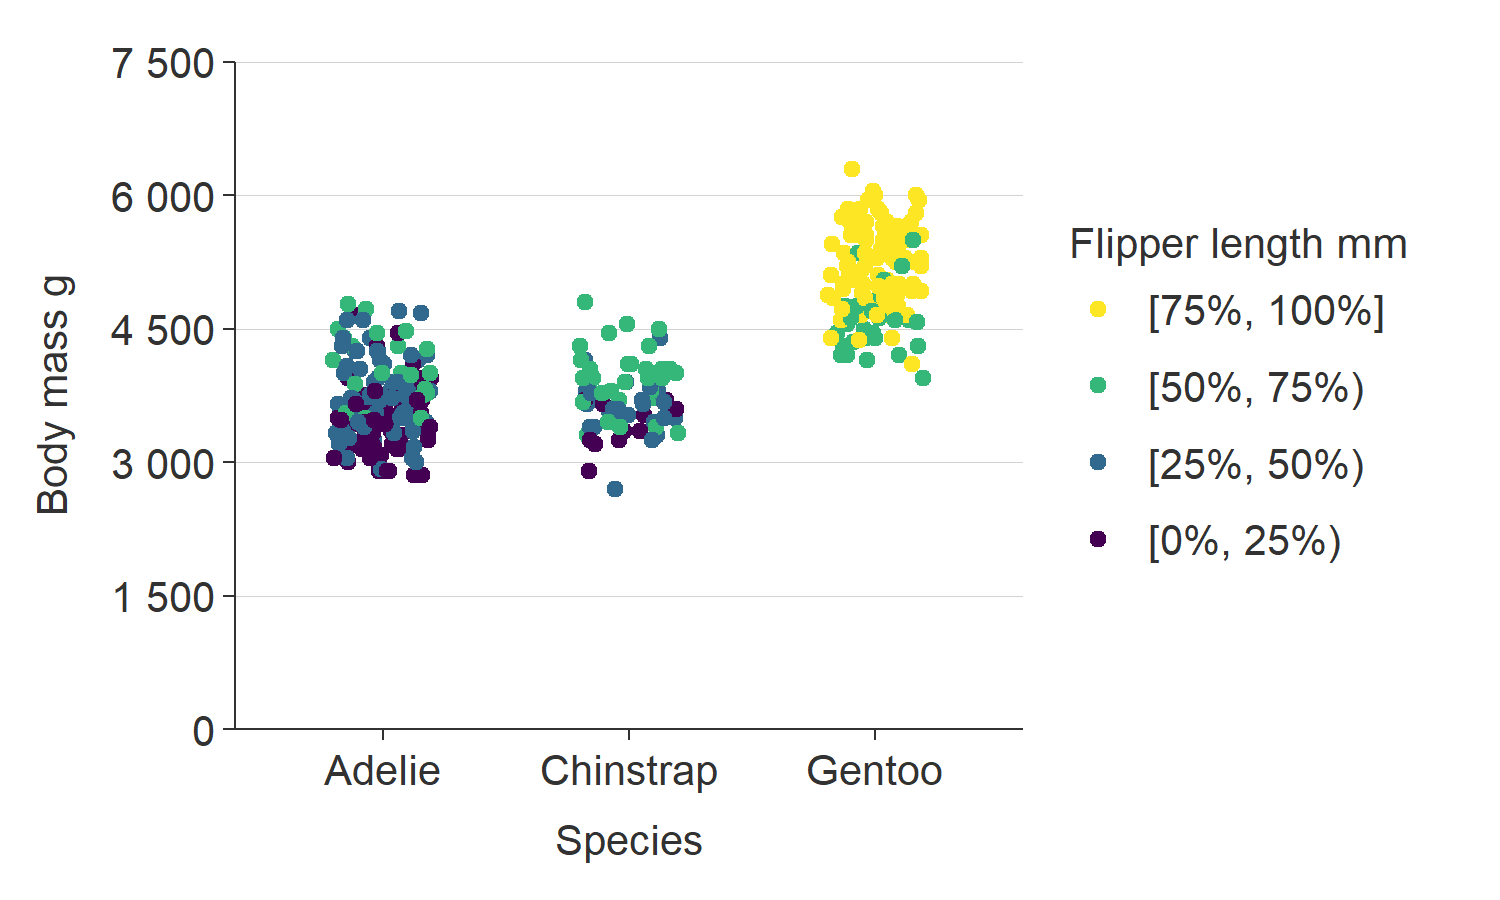 7 500
6 000
4 500
3 000
1 500
0
Body mass g
Adelie
Chinstrap
Gentoo
Species
Flipper length mm
[75%, 100%]
[50%, 75%)
[25%, 50%)
[0%, 25%)